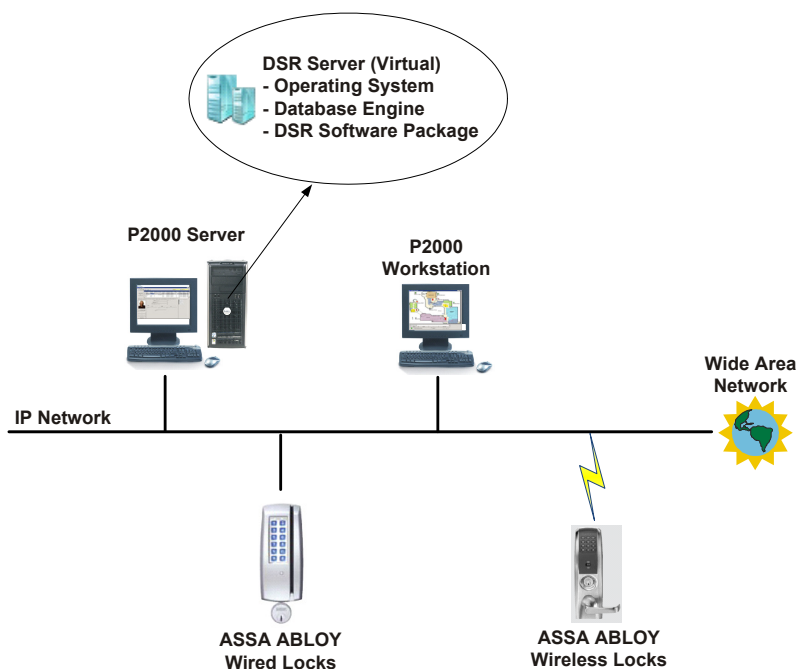 DSR Server (Virtual)
- Operating System
- Database Engine
- DSR Software Package
P2000 Server
P2000
Workstation
Wide Area
Network
IP Network
ASSA ABLOY
Wired Locks
ASSA ABLOY
Wireless Locks